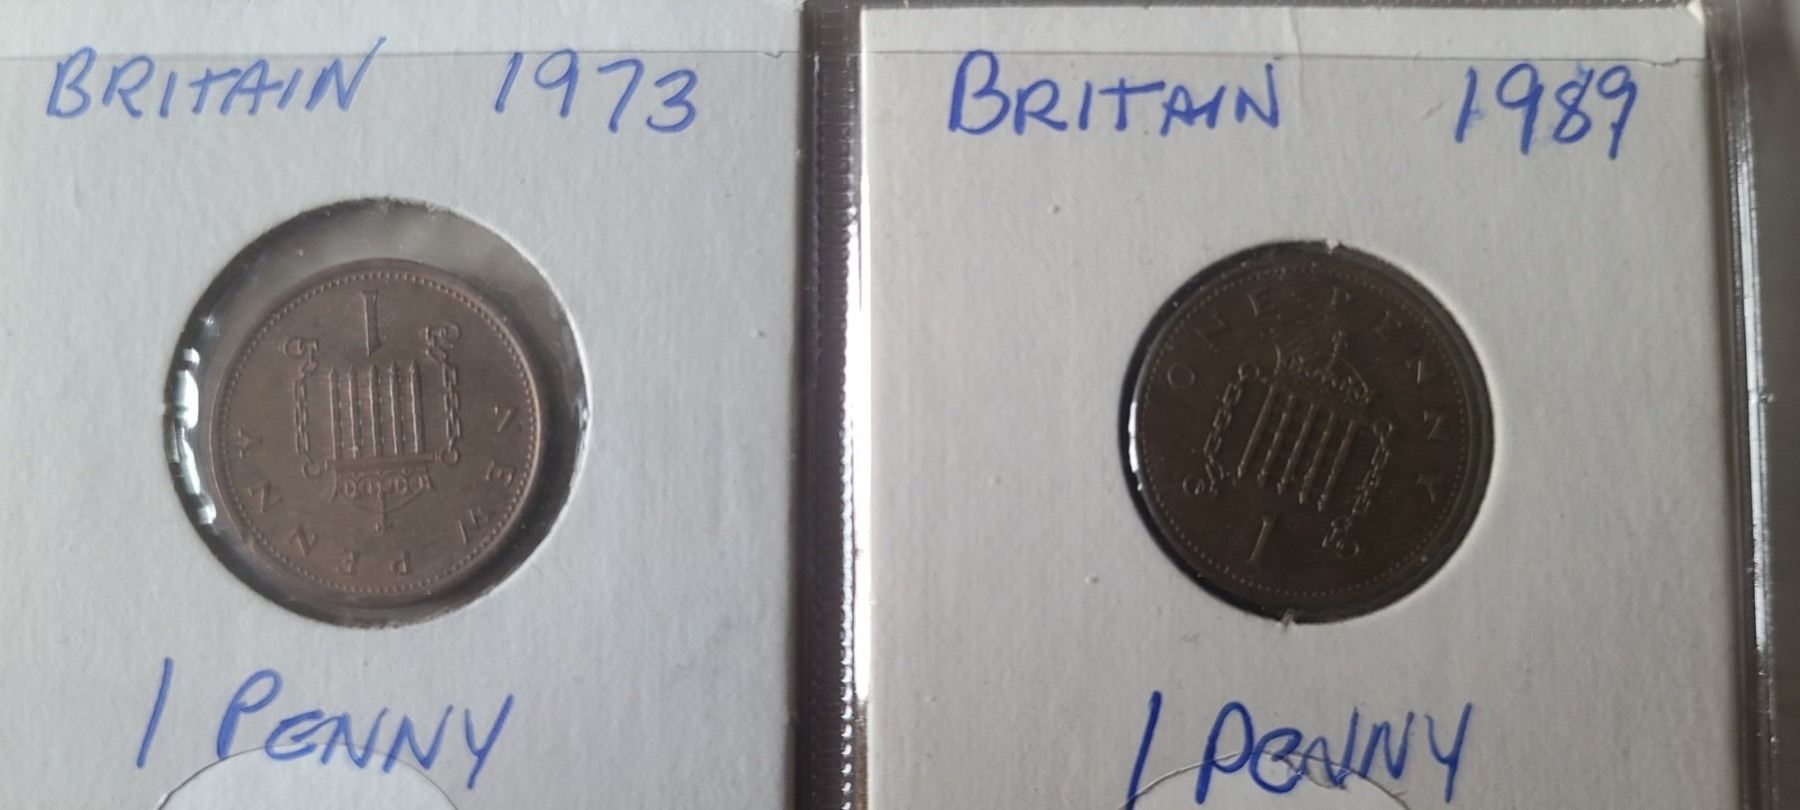 BRITAIN 1973
1
NEW PENNY
1 PENNY
BRITAIN 1989
ONE PENNY
1
1 PENNY